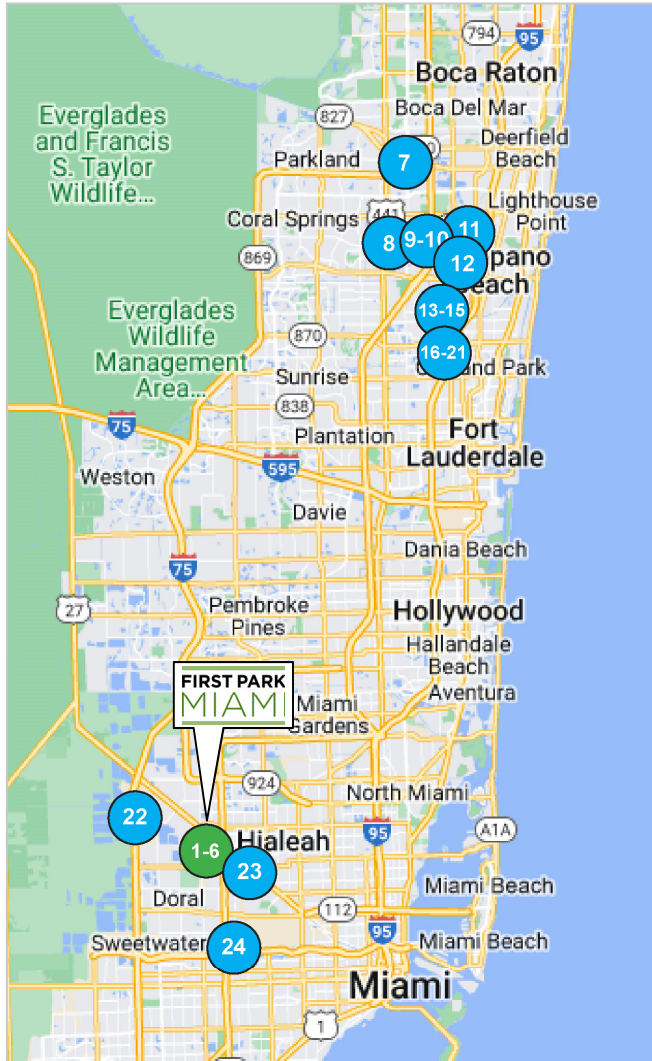 794
95
Boca Raton
Boca Del Mar
827
Everglades
and Francis
S. Taylor
Wildlife...
Deerfield
Beach
Parkland
7
Lighthouse
Point
Coral Springs
441
8
9-10
11
12
pano
each
869
13-15
Everglades
Wildlife
Management
Area...
870
16-21
and Park
Sunrise
838
75
Plantation
Fort
Lauderdale
595
Weston
Davie
Dania Beach
75
27
Pembroke
Pines
Hollywood
Hallandale
Beach
Aventura
FIRST PARK
MIAMI
Miami
Gardens
924
North Miami
22
95
A1A
1-6
Hialeah
23
Miami Beach
Doral
112
95
Sweetwater
24
Miami Beach
Miami
1